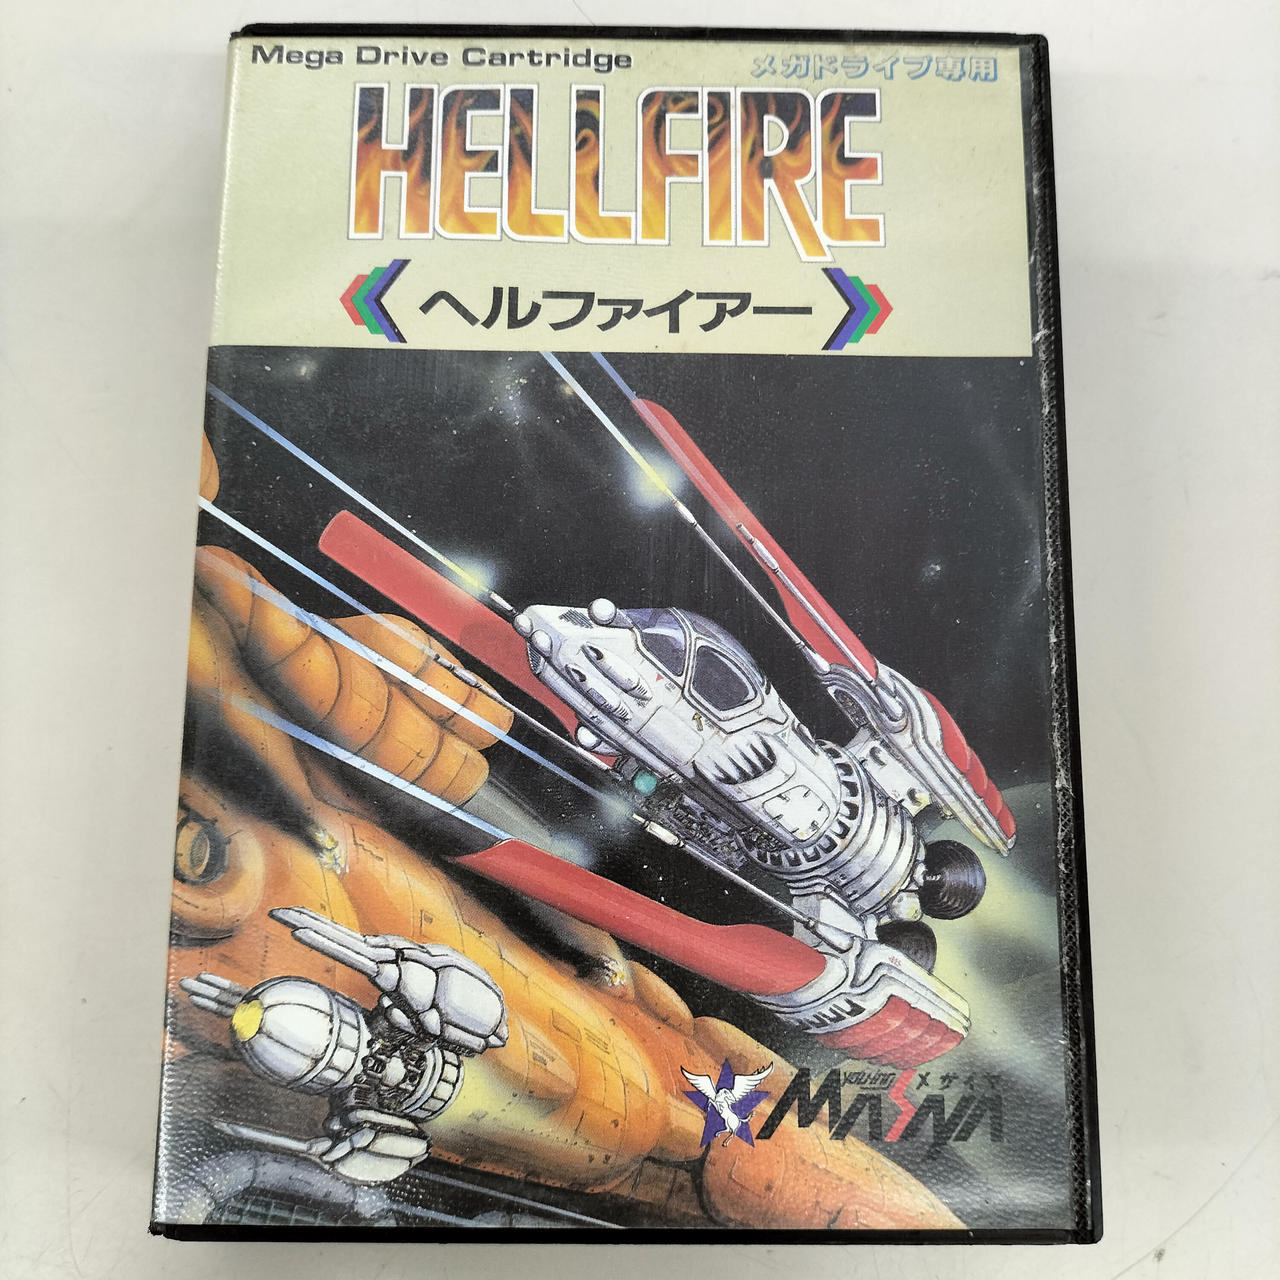 Mega Drive Cartridge
メガドライブ専用
HELLFIRE
ヘルファイアー
メサイヤ
MASAYA